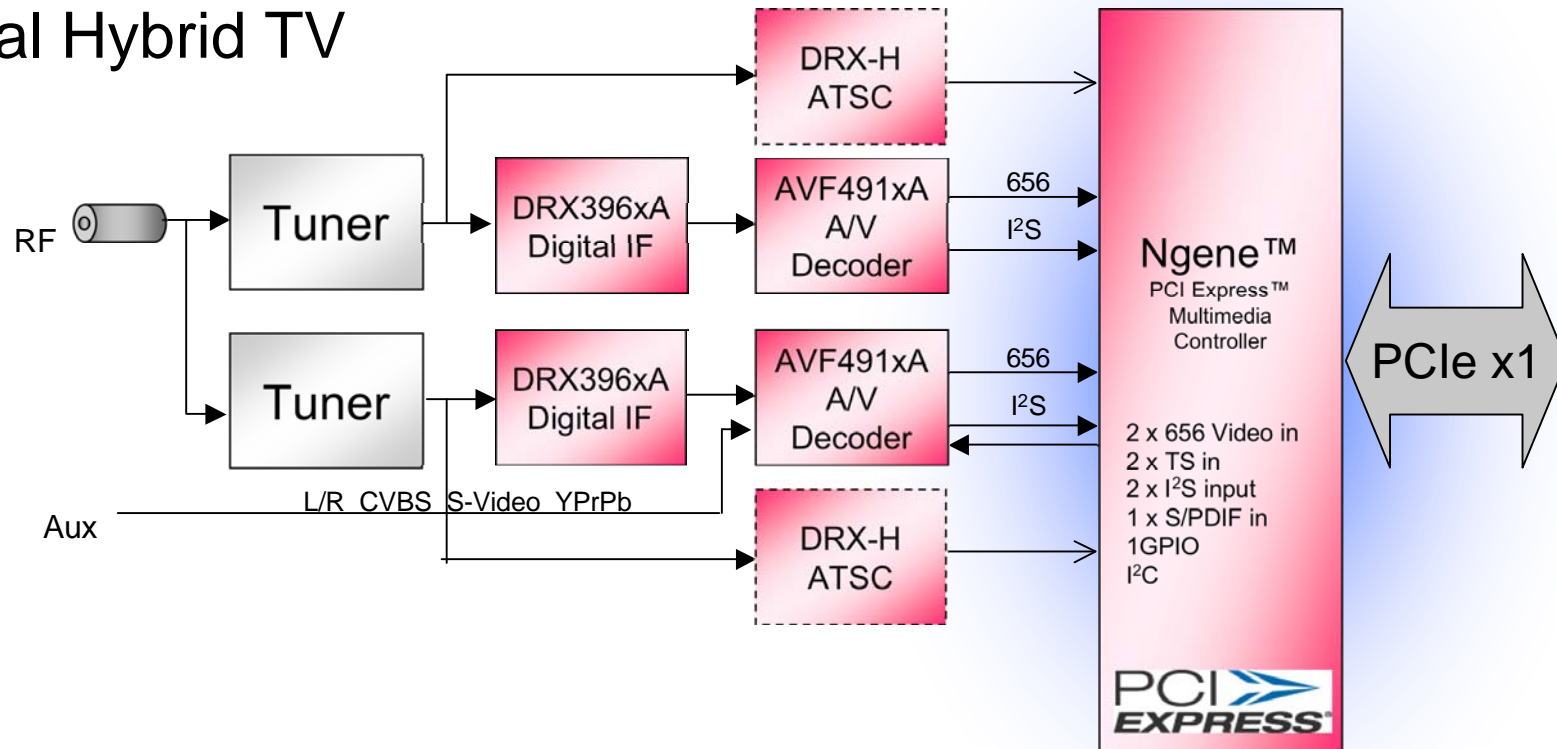 al Hybrid TV
DRX-H
ATSC
RF
Tuner
DRX396xA
Digital IF
AVF491xA
A/V
Decoder
656
I²S
Tuner
DRX396xA
Digital IF
AVF491xA
A/V
Decoder
656
I²S
L/R CVBS S-Video YPrPb
Aux
DRX-H
ATSC
Ngene™
PCI Express™
Multimedia
Controller
2 x 656 Video in
2 x TS in
2 x I²S input
1 x S/PDIF in
1GPIO
I²C
PCI
EXPRESS®
PCIe x1